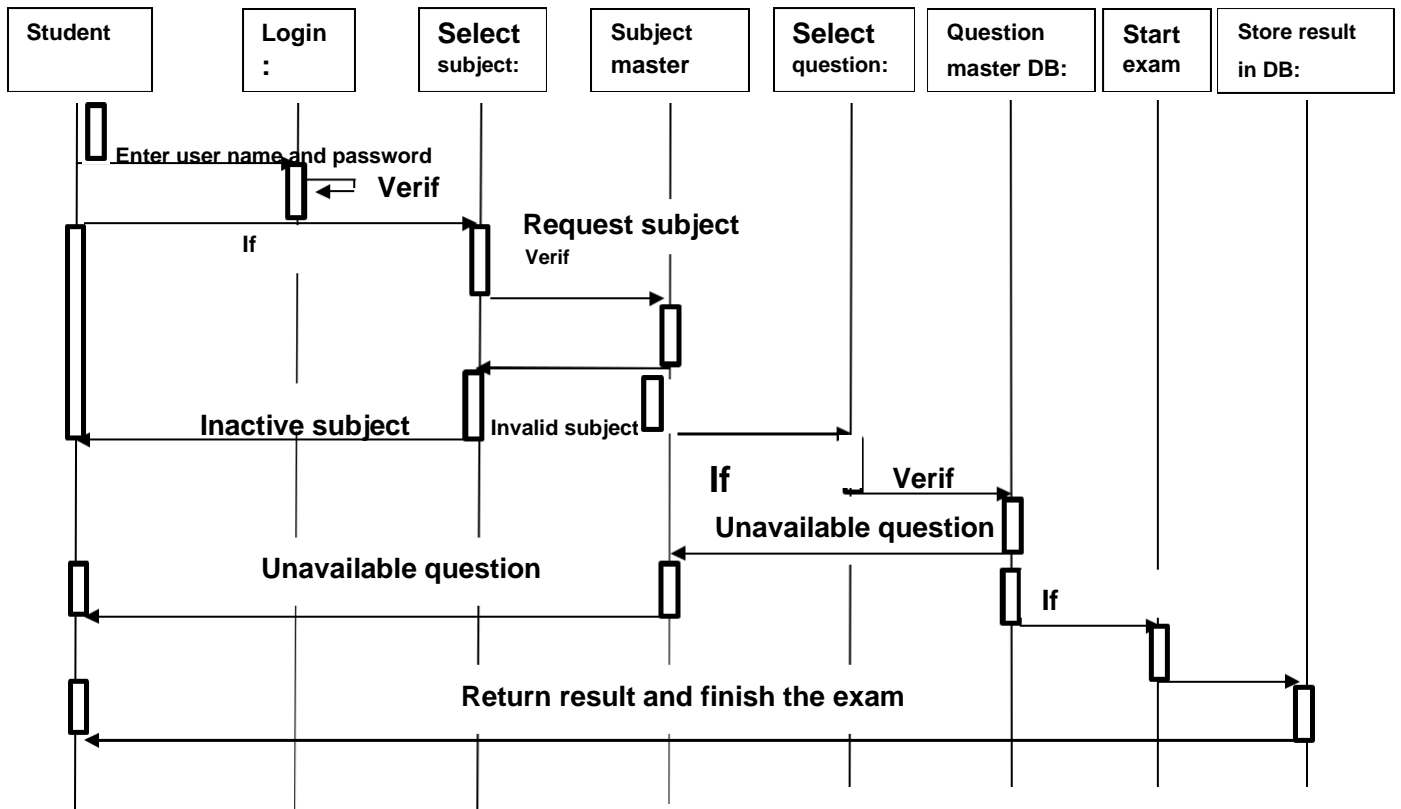 Student
Login
:
Select
subject:
Subject
master
Select
question:
Question
master DB:
Start
exam
Store result
in DB:
Enter user name and password
Verif
Request subject
If
Verif
Inactive subject
Invalid subject
If
Verif
Unavailable question
Unavailable question
If
Return result and finish the exam